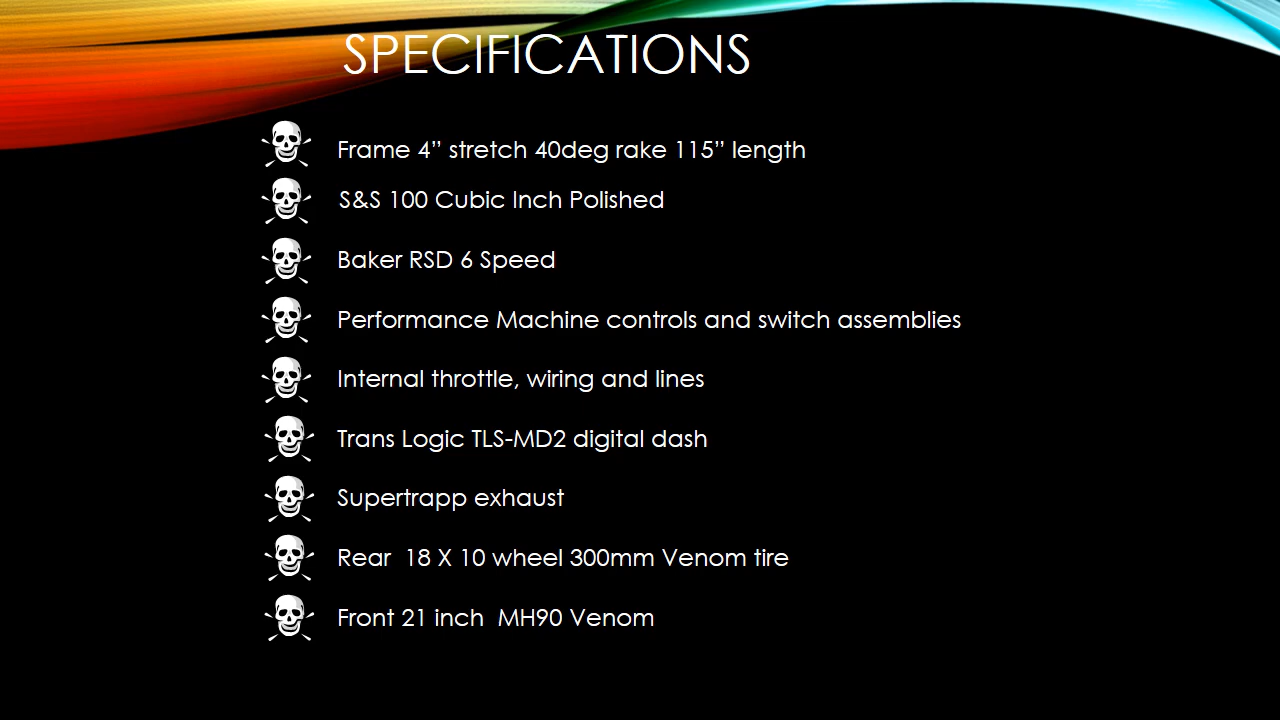 SPECIFICATIONS
Frame 4” stretch 40deg rake 115” length
S&S 100 Cubic Inch Polished
Baker RSD 6 Speed
Performance Machine controls and switch assemblies
Internal throttle, wiring and lines
Trans Logic TLS-MD2 digital dash
Supertrapp exhaust
Rear  18 X 10 wheel 300mm Venom tire
Front 21 inch  MH90 Venom